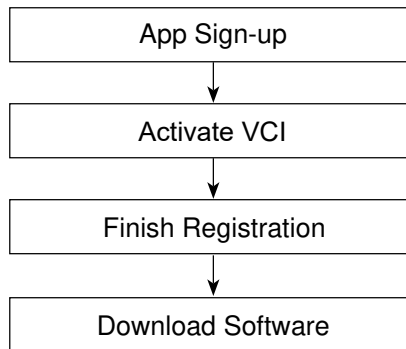 App Sign-up
Activate VCI
Finish Registration
Download Software